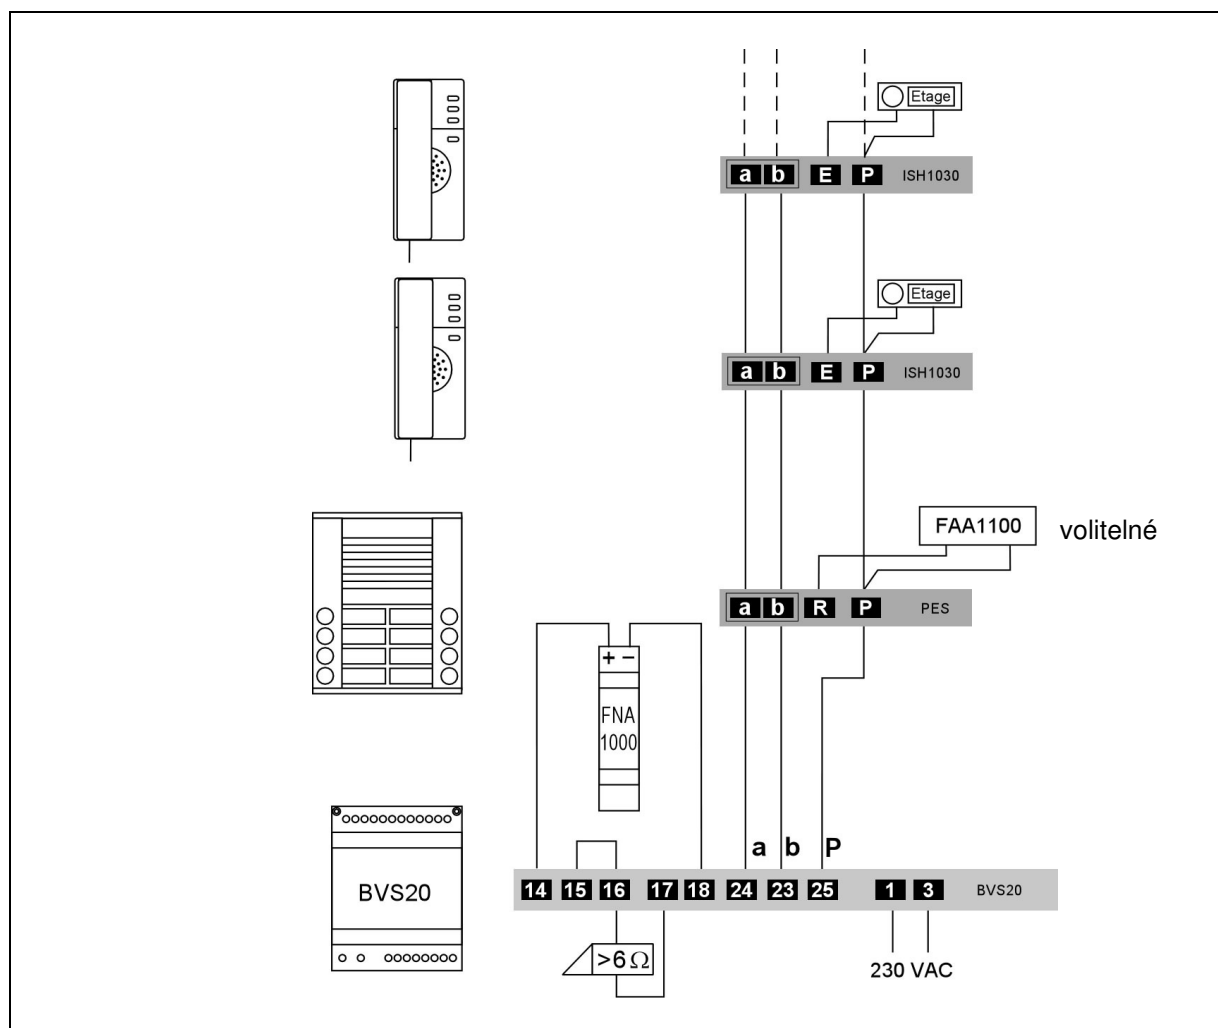 Etage
a b E P ISH1030
Etage
a b E P ISH1030
FAA1100 volitelné
a b R P PES
+ −
FNA
1000
a b P
BVS20
14 15 16 17 18 24 23 25 1 3 BVS20
>6 Ω
230 VAC